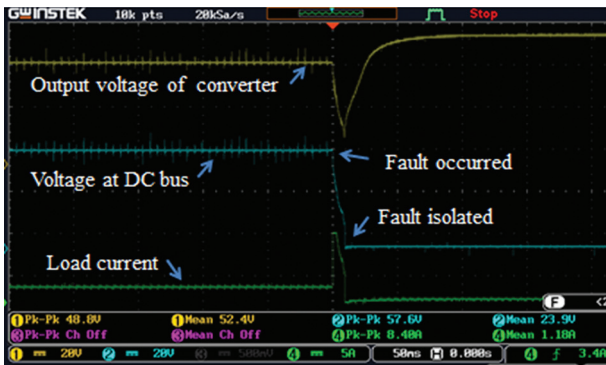 GWINSTEK 10k pts 20kSa/s Stop
Output voltage of converter
Fault occurred
Voltage at DC bus
Fault isolated
Load current
F
1 Pk-Pk 48.8V 1 Mean 52.4V 2 Pk-Pk 57.6V 2 Mean 23.9V
3 Pk-Pk Ch Off 3 Mean Ch Off 4 Pk-Pk 8.40A 4 Mean 1.18A
1 20V 2 20V 3 500mV 4 5A 50ms H 0.000s 4 3.4A